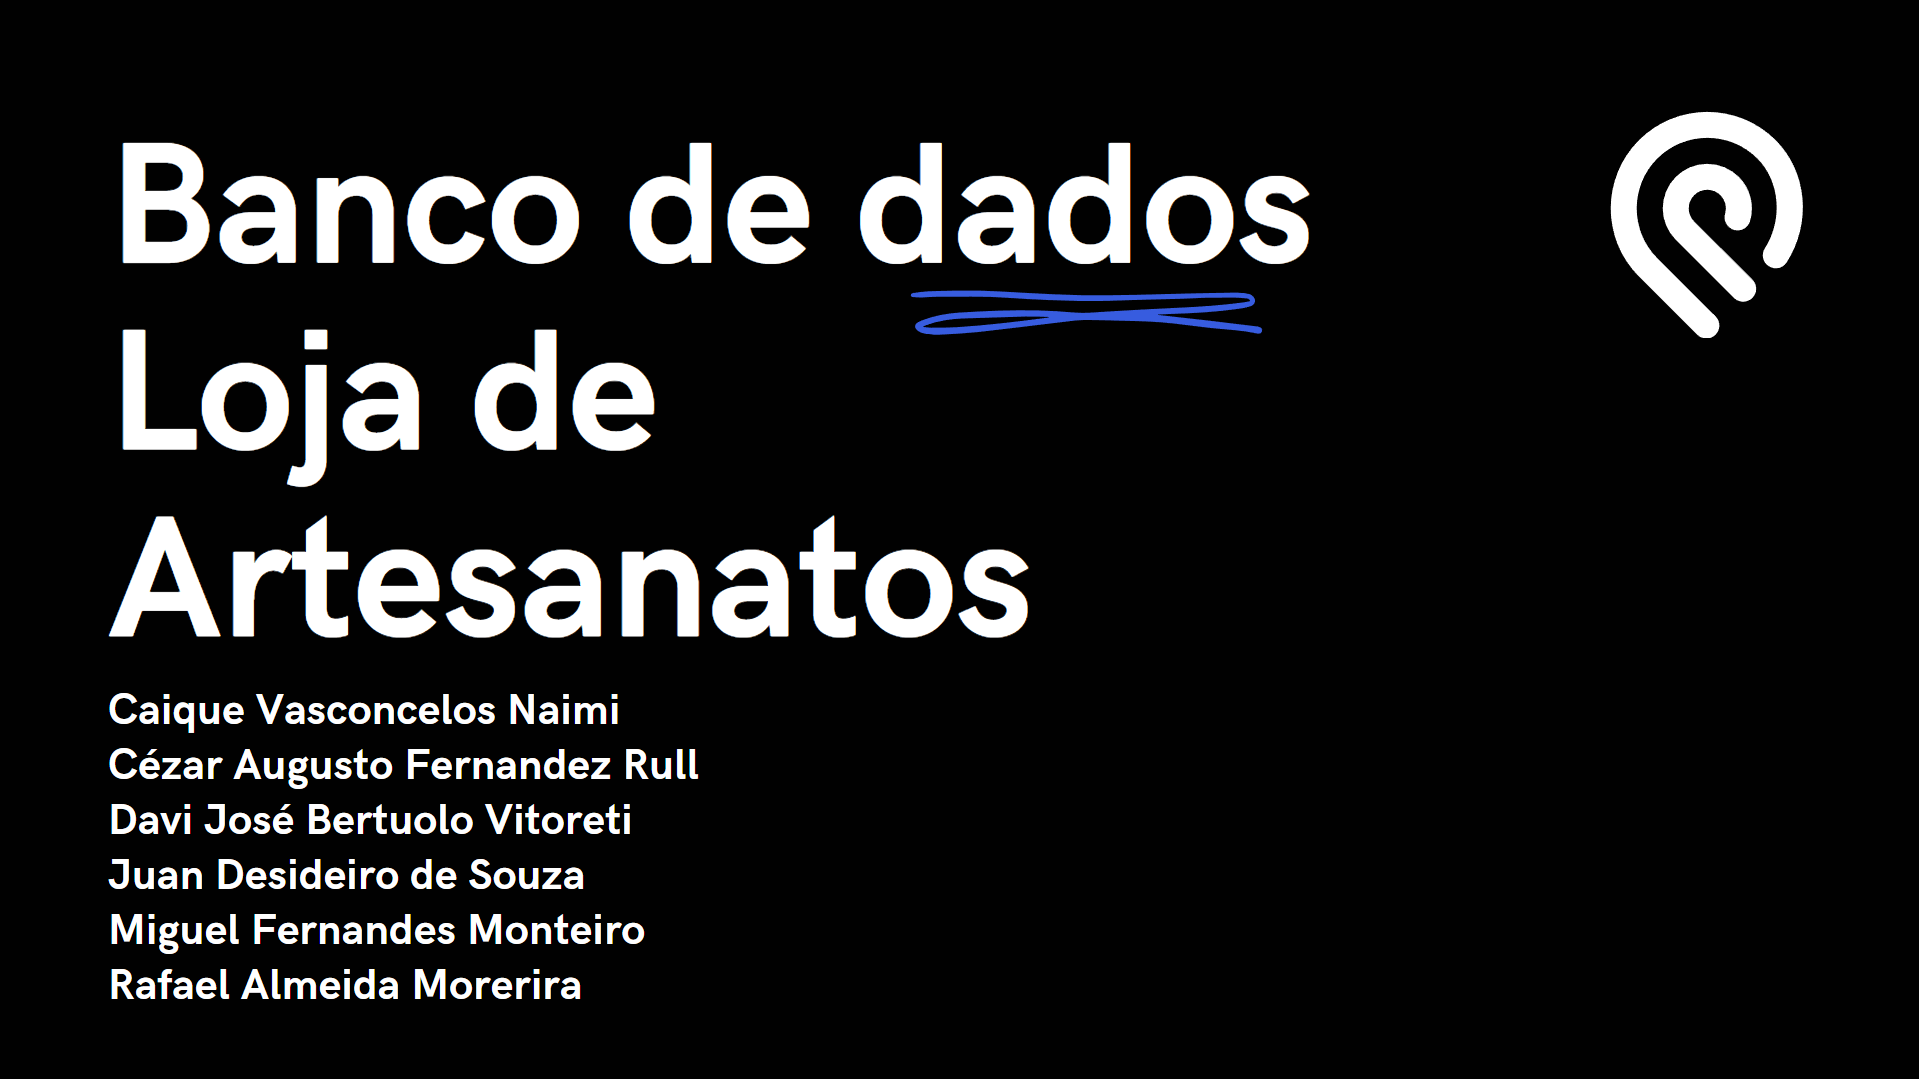 Banco de dados
Loja de
Artesanatos
Caique Vasconcelos Naimi
Cézar Augusto Fernandez Rull
Davi José Bertuolo Vitoreti
Juan Desideiro de Souza
Miguel Fernandes Monteiro
Rafael Almeida Morerira